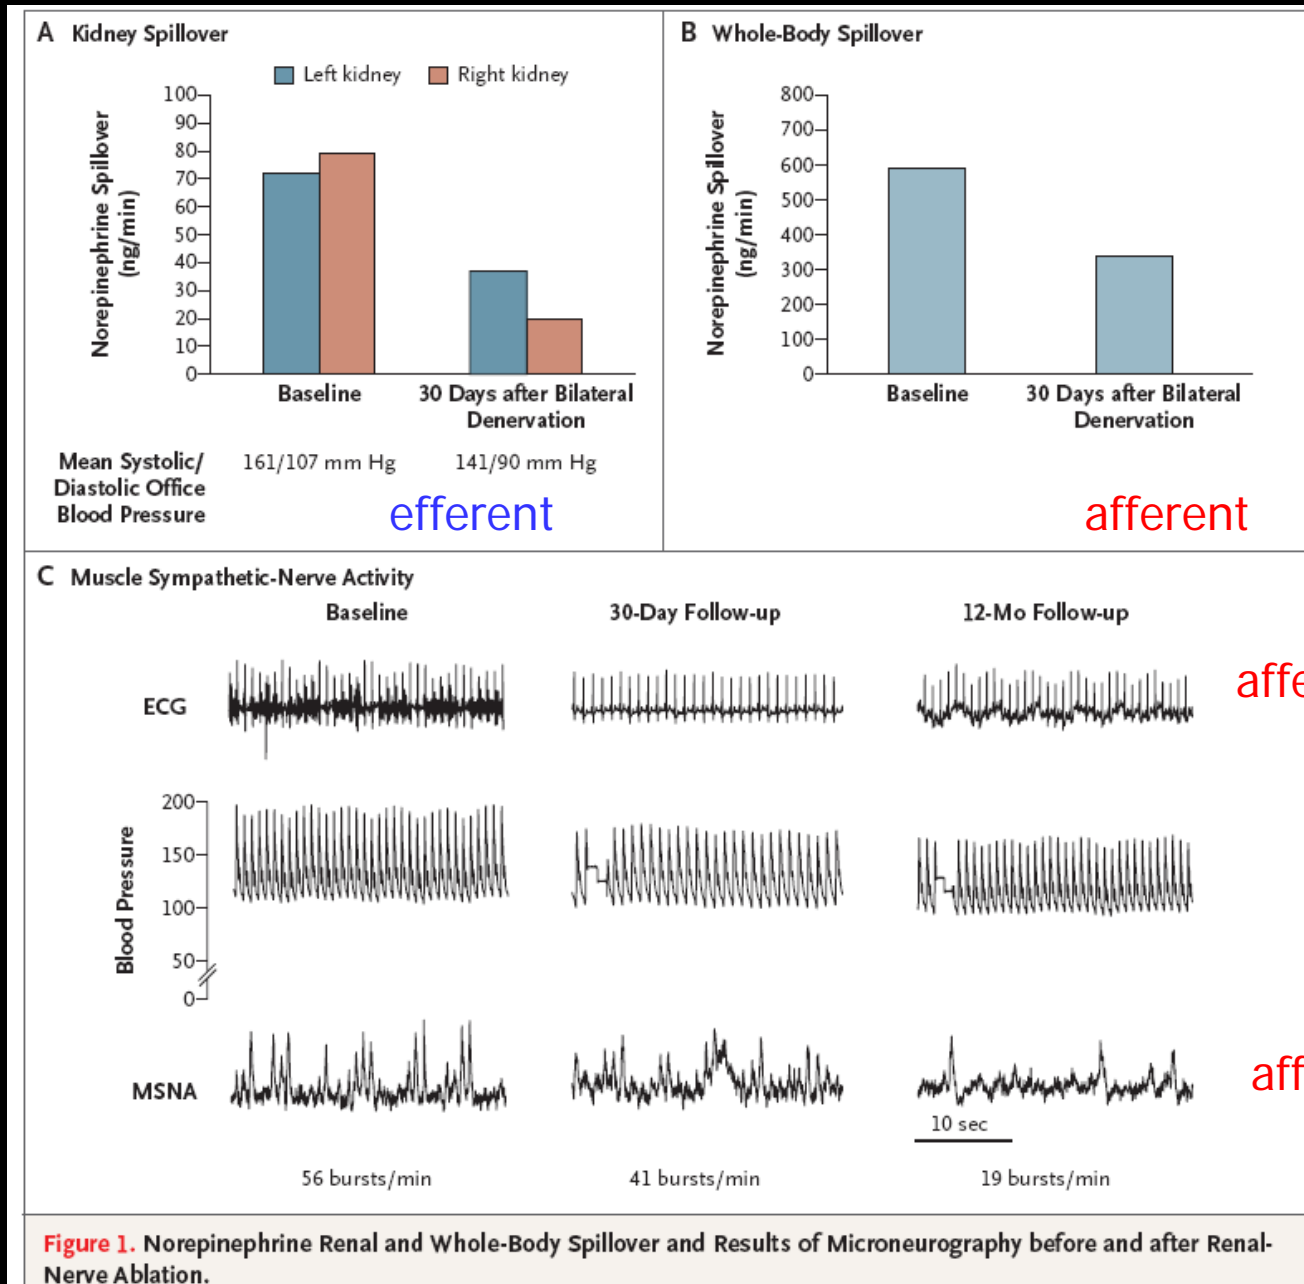 A Kidney Spillover
Left kidney Right kidney
Norepinephrine Spillover
(ng/min)
100
90
80
70
60
50
40
30
20
10
0
Baseline
30 Days after Bilateral
Denervation
Mean Systolic/
Diastolic Office
Blood Pressure
161/107 mm Hg
141/90 mm Hg
efferent
B Whole-Body Spillover
Norepinephrine Spillover
(ng/min)
800
700
600
500
400
300
200
100
0
Baseline
30 Days after Bilateral
Denervation
afferent
C Muscle Sympathetic-Nerve Activity
Baseline 30-Day Follow-up 12-Mo Follow-up
ECG
affe
Blood Pressure
200
150
100
50
0
MSNA
aff
10 sec
56 bursts/min 41 bursts/min 19 bursts/min
Figure 1. Norepinephrine Renal and Whole-Body Spillover and Results of Microneurography before and after Renal-
Nerve Ablation.